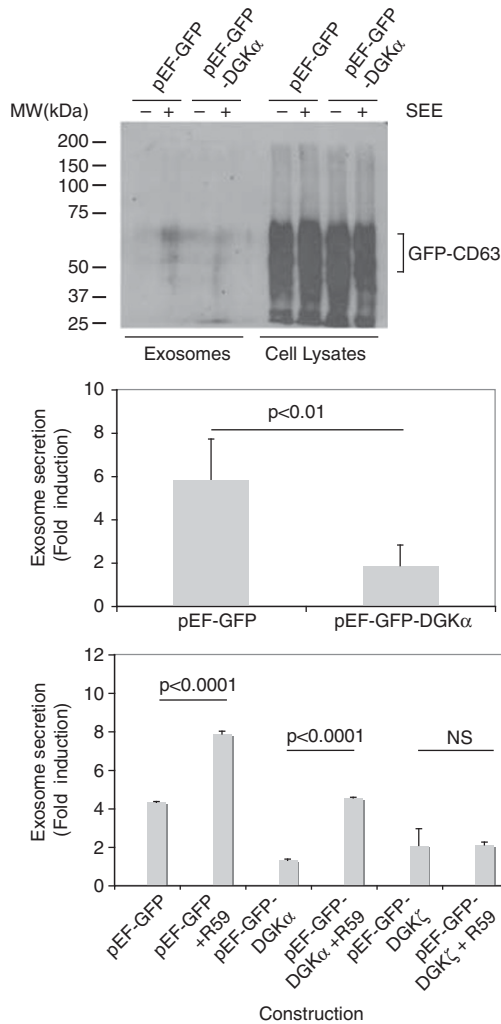 pEF-GFP
pEF-GFP
-DGKα
pEF-GFP
pEF-GFP
-DGKα
MW(kDa) − + − + − + − + SEE
200
150
100
75
50
37
25
GFP-CD63
Exosomes Cell Lysates
Exosome secretion
(Fold induction)
10
8
6
4
2
0
p<0.01
pEF-GFP pEF-GFP-DGKα
Exosome secretion
(Fold induction)
12
10
8
6
4
2
0
p<0.0001
p<0.0001
NS
pEF-GFP
pEF-GFP
+R59
pEF-GFP-
DGKα
pEF-GFP-
DGKα +R59
pEF-GFP-
DGKζ
pEF-GFP-
DGKζ + R59
Construction